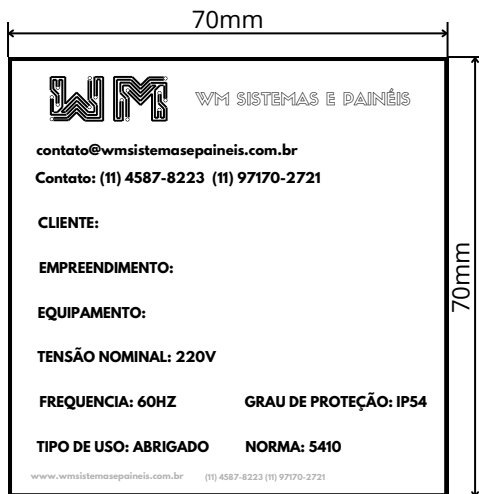 70mm
WM WM SISTEMAS E PAINÉIS
contato@wmsistemasepaineis.com.br
Contato: (11) 4587-8223 (11) 97170-2721
CLIENTE:
EMPREENDIMENTO:
EQUIPAMENTO:
70mm
TENSÃO NOMINAL: 220V
FREQUENCIA: 60HZ GRAU DE PROTEÇÃO: IP54
TIPO DE USO: ABRIGADO NORMA: 5410
www.wmsistemasepaineis.com.br (11) 4587-8223 (11) 97170-2721